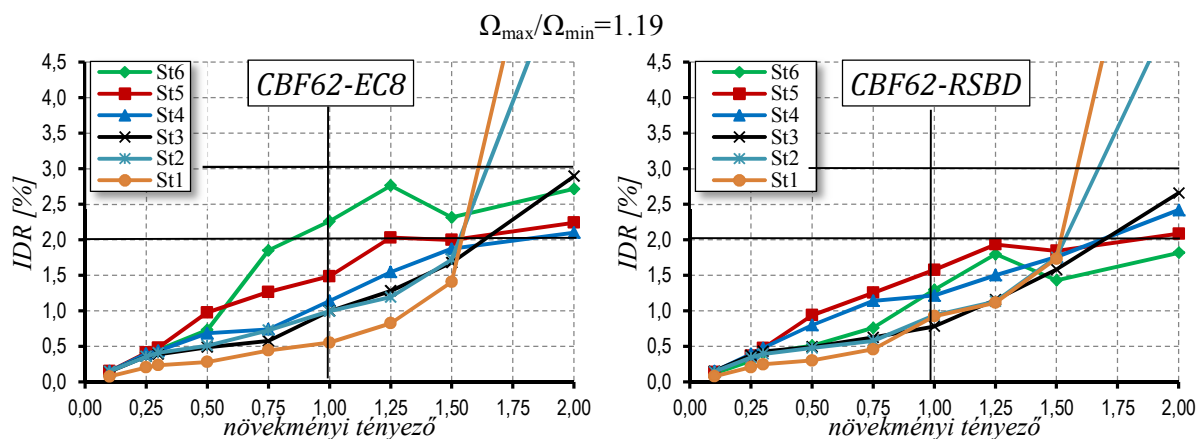 Ωmax/Ωmin=1.19
IDR [%]
4,5
4,0
3,5
3,0
2,5
2,0
1,5
1,0
0,5
0,0
St6
St5
St4
St3
St2
St1
CBF62-EC8
0,00 0,25 0,50 0,75 1,00 1,25 1,50 1,75 2,00
növekményi tényező
IDR [%]
4,5
4,0
3,5
3,0
2,5
2,0
1,5
1,0
0,5
0,0
St6
St5
St4
St3
St2
St1
CBF62-RSBD
0,00 0,25 0,50 0,75 1,00 1,25 1,50 1,75 2,00
növekményi tényező